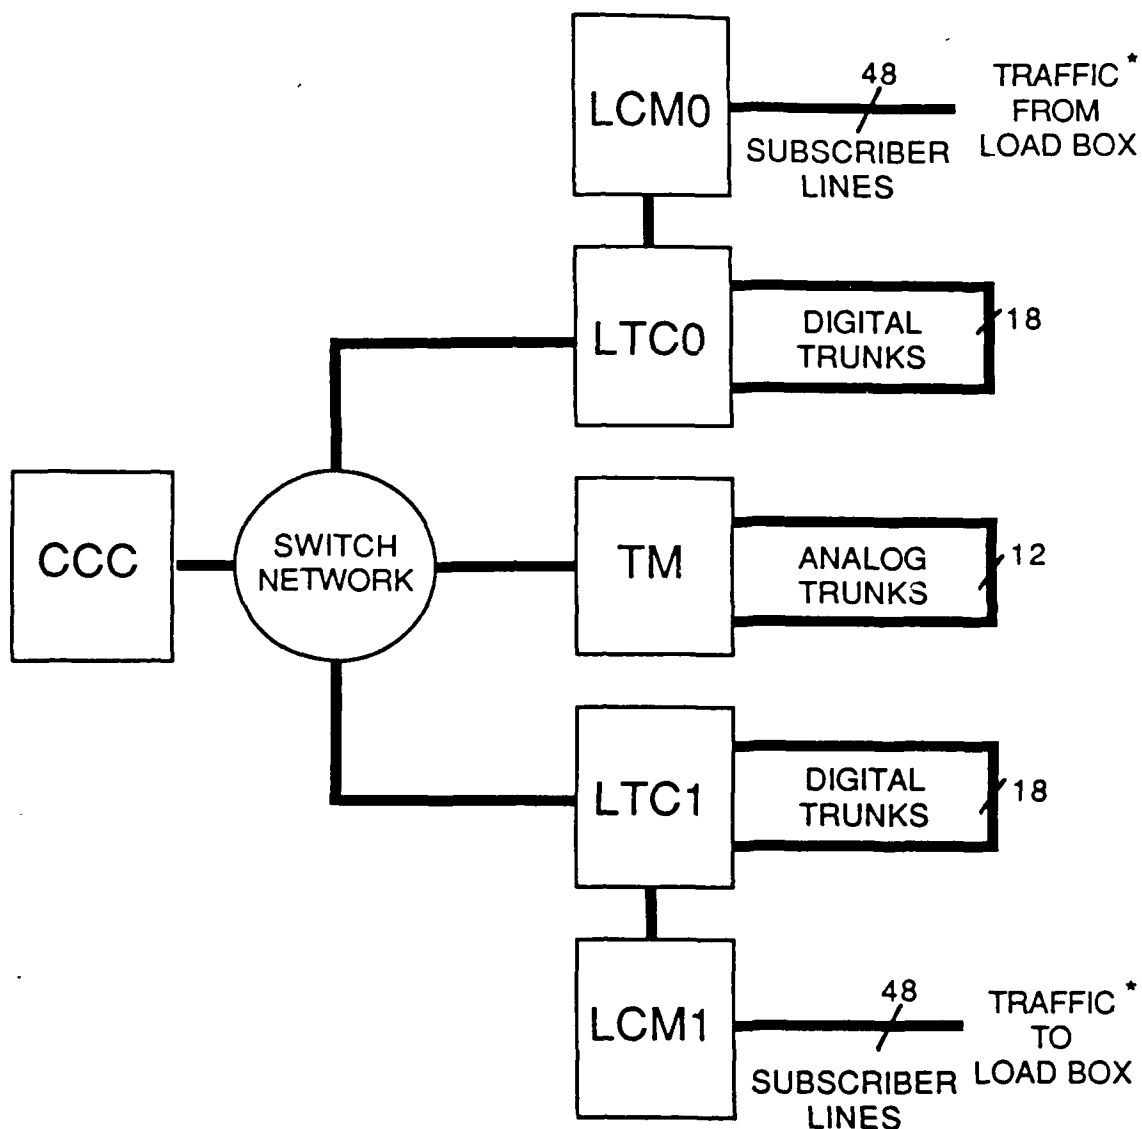 LCM0
48
SUBSCRIBER
LINES
TRAFFIC *
FROM
LOAD BOX
LTC0
DIGITAL
TRUNKS
18
CCC
SWITCH
NETWORK
TM
ANALOG
TRUNKS
12
LTC1
DIGITAL
TRUNKS
18
LCM1
48
SUBSCRIBER
LINES
TRAFFIC *
TO
LOAD BOX